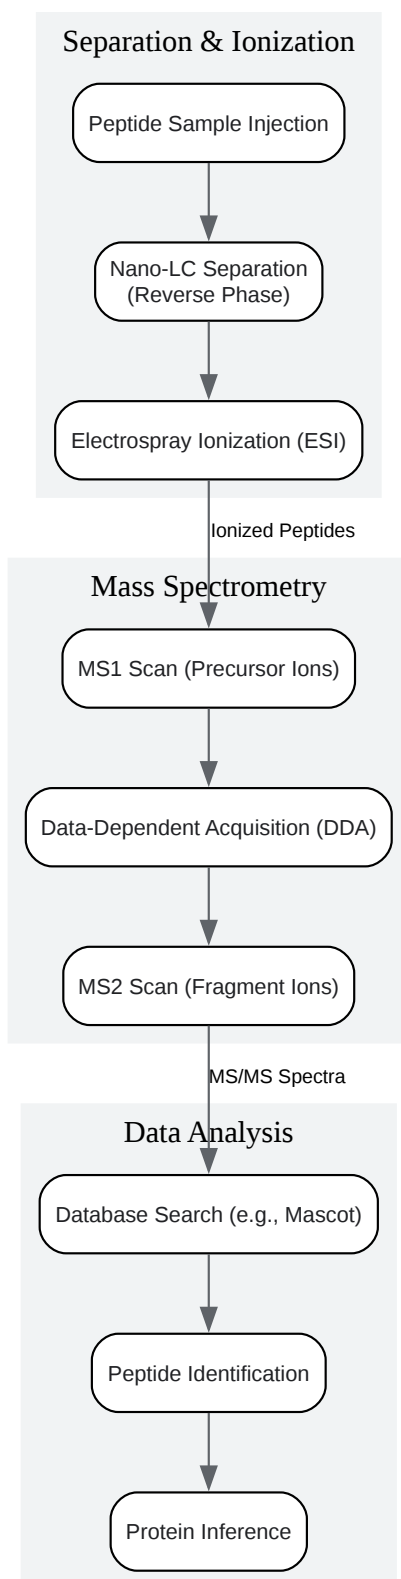 Separation & Ionization
Peptide Sample Injection
Nano-LC Separation
(Reverse Phase)
Electrospray Ionization (ESI)
Ionized Peptides
Mass Spectrometry
MS1 Scan (Precursor Ions)
Data-Dependent Acquisition (DDA)
MS2 Scan (Fragment Ions)
MS/MS Spectra
Data Analysis
Database Search (e.g., Mascot)
Peptide Identification
Protein Inference